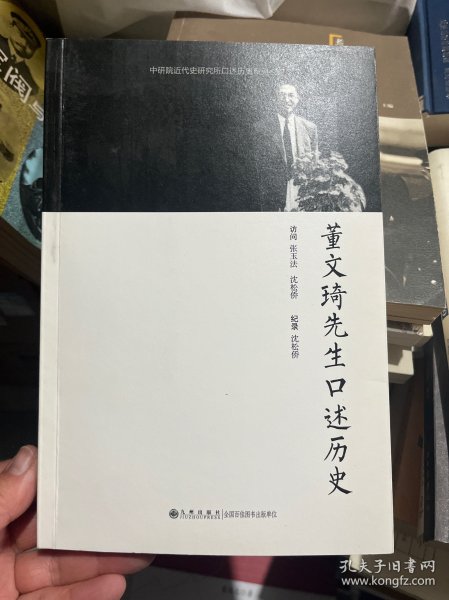 中研院近代史研究所口述历史丛书
董文琦先生口述历史
访问 张玉法 沈松侨 纪录 沈松侨
九州出版社
JIUZHOUPRESS
全国百佳图书出版单位
孔夫子旧书网
www.kongfz.com